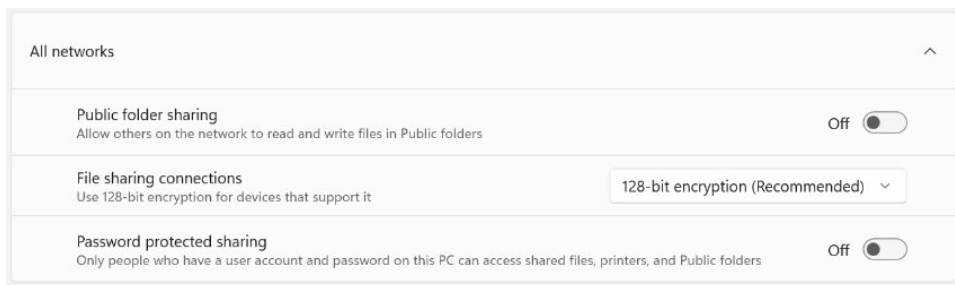 All networks
Public folder sharing
Allow others on the network to read and write files in Public folders
Off
File sharing connections
Use 128-bit encryption for devices that support it
128-bit encryption (Recommended)
Password protected sharing
Only people who have a user account and password on this PC can access shared files, printers, and Public folders
Off